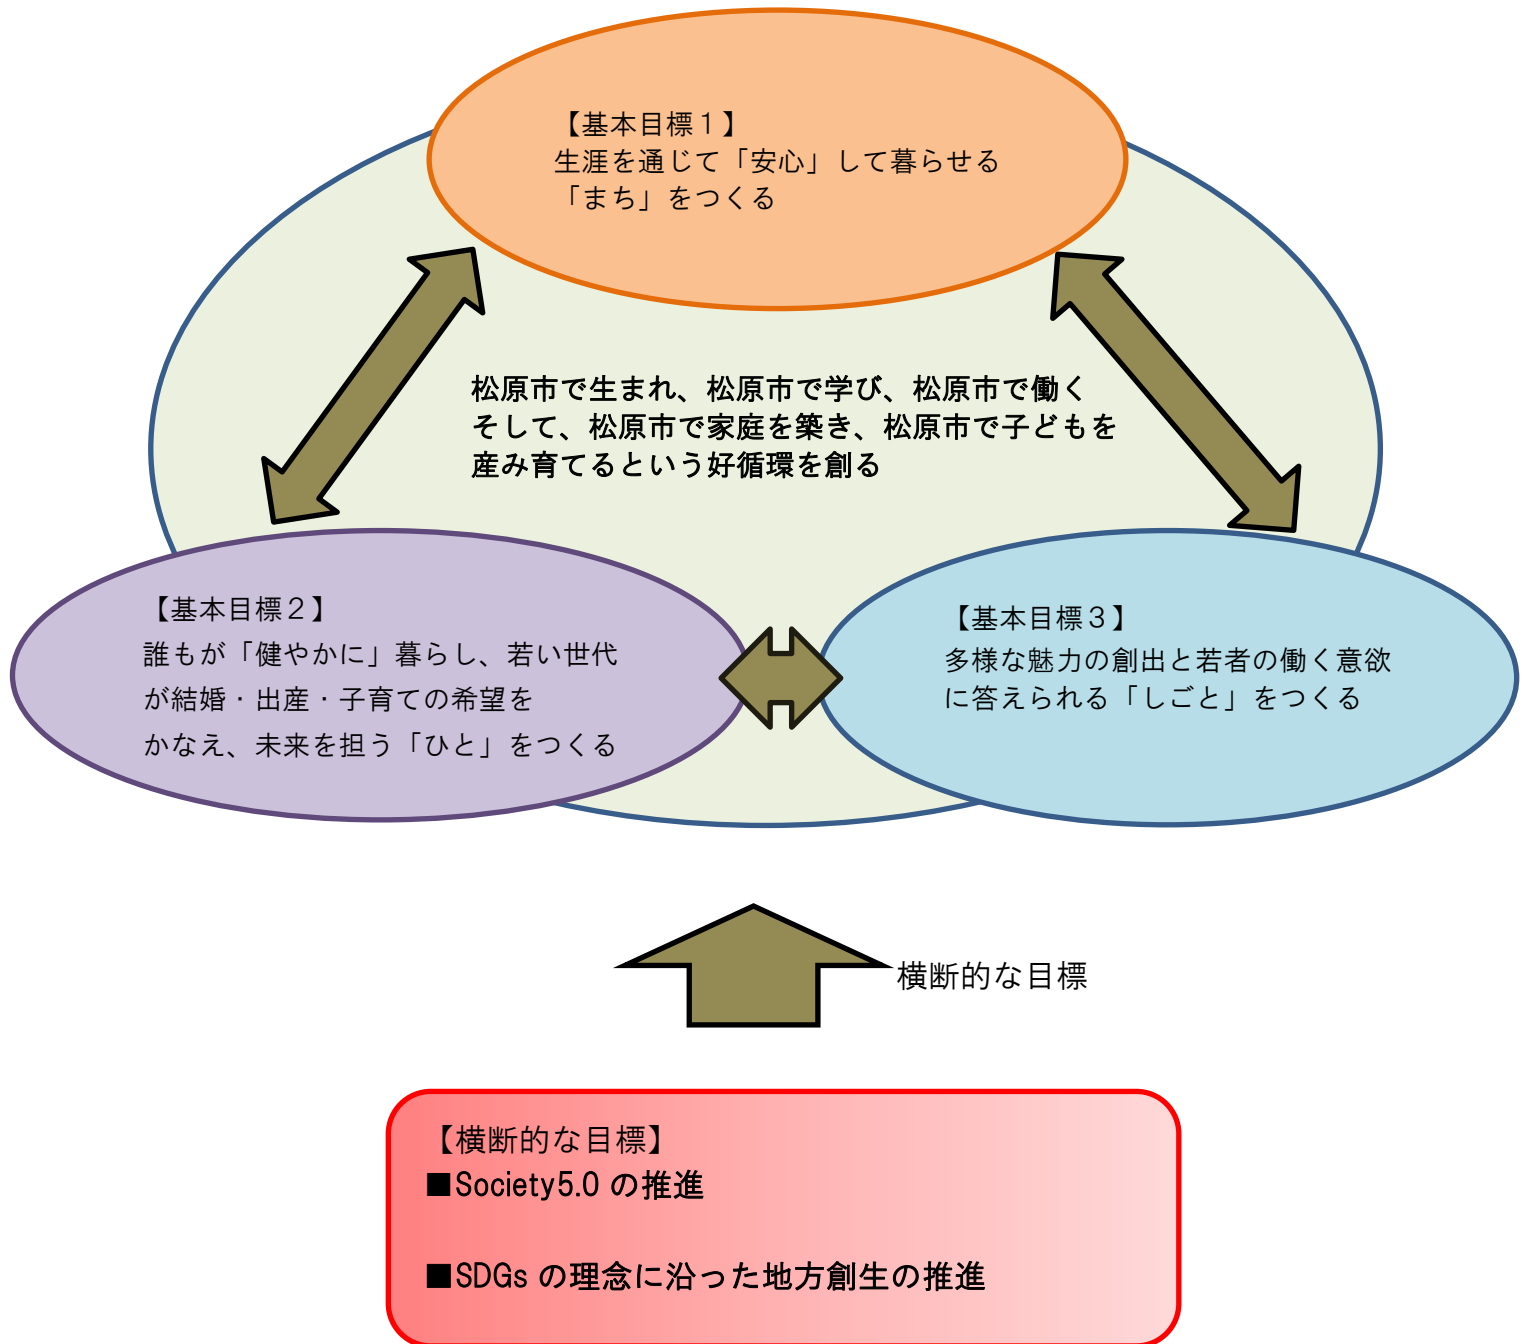 【基本目標１】
生涯を通じて「安心」して暮らせる
「まち」をつくる
松原市で生まれ、松原市で学び、松原市で働く
そして、松原市で家庭を築き、松原市で子どもを
産み育てるという好循環を創る
【基本目標２】
誰もが「健やかに」暮らし、若い世代
が結婚・出産・子育ての希望を
かなえ、未来を担う「ひと」をつくる
【基本目標３】
多様な魅力の創出と若者の働く意欲
に答えられる「しごと」をつくる
横断的な目標
【横断的な目標】
■Society5.0 の推進
■SDGs の理念に沿った地方創生の推進